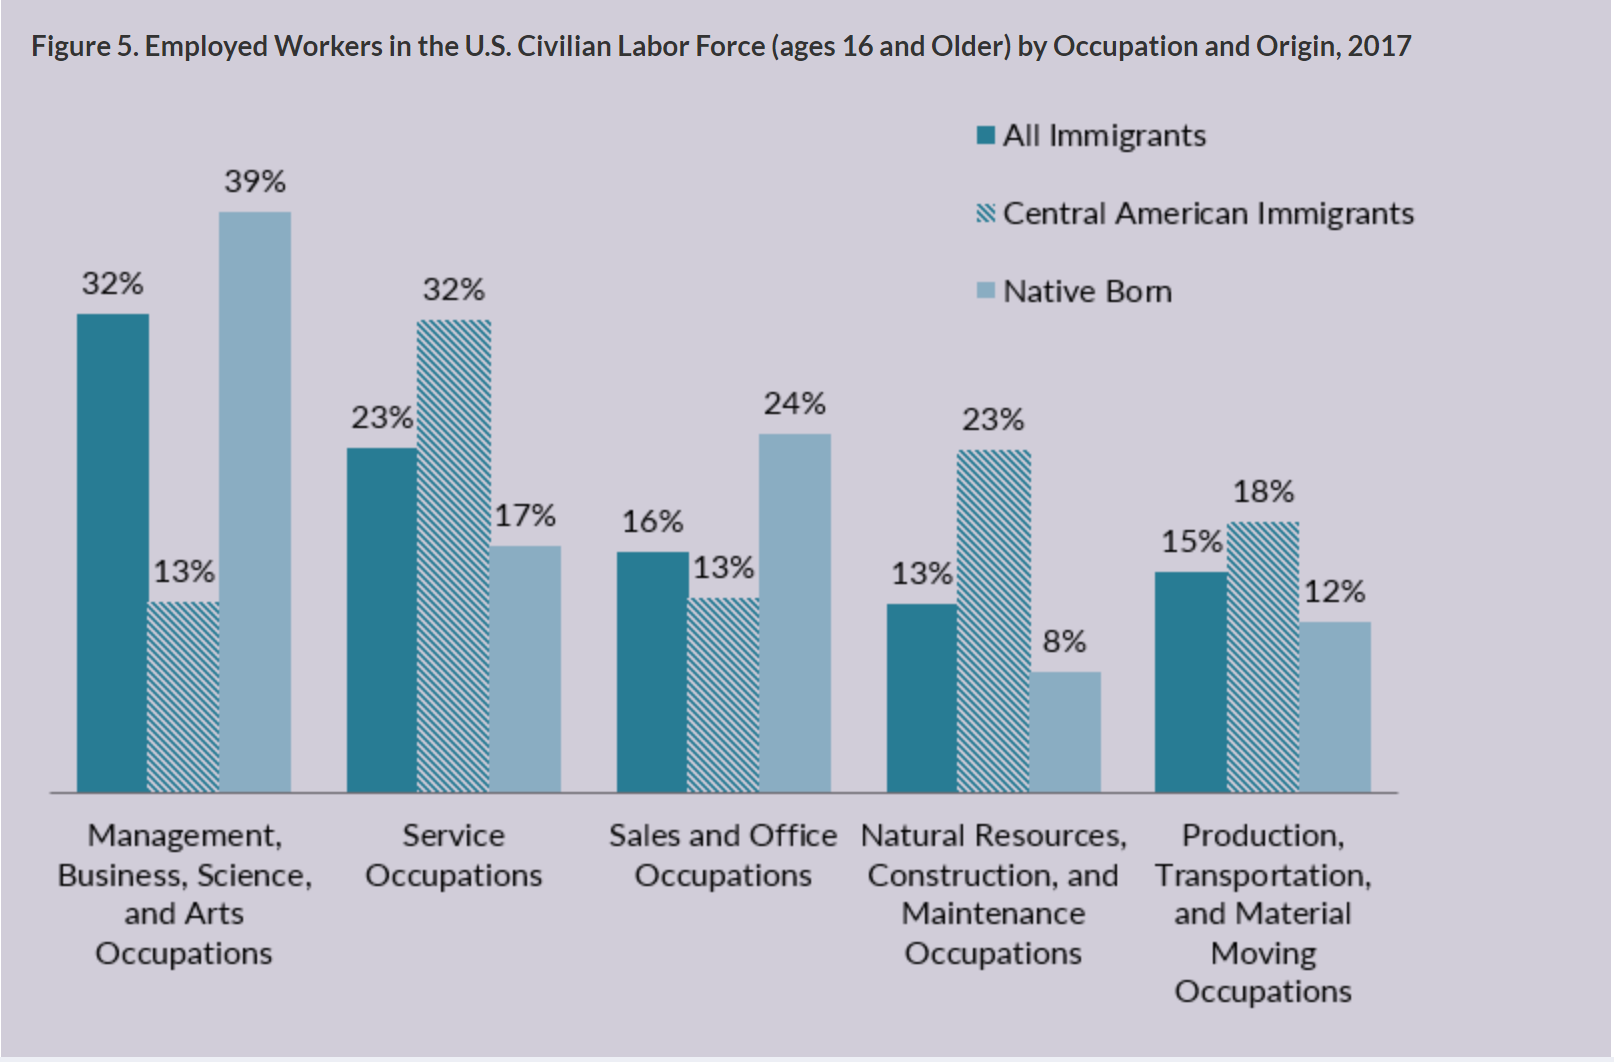 Figure 5. Employed Workers in the U.S. Civilian Labor Force (ages 16 and Older) by Occupation and Origin, 2017
All Immigrants
Central American Immigrants
Native Born
32%
13%
39%
23%
32%
17%
16%
13%
24%
13%
23%
8%
15%
18%
12%
Management,
Business, Science,
and Arts
Occupations
Service
Occupations
Sales and Office
Occupations
Natural Resources,
Construction, and
Maintenance
Occupations
Production,
Transportation,
and Material
Moving
Occupations